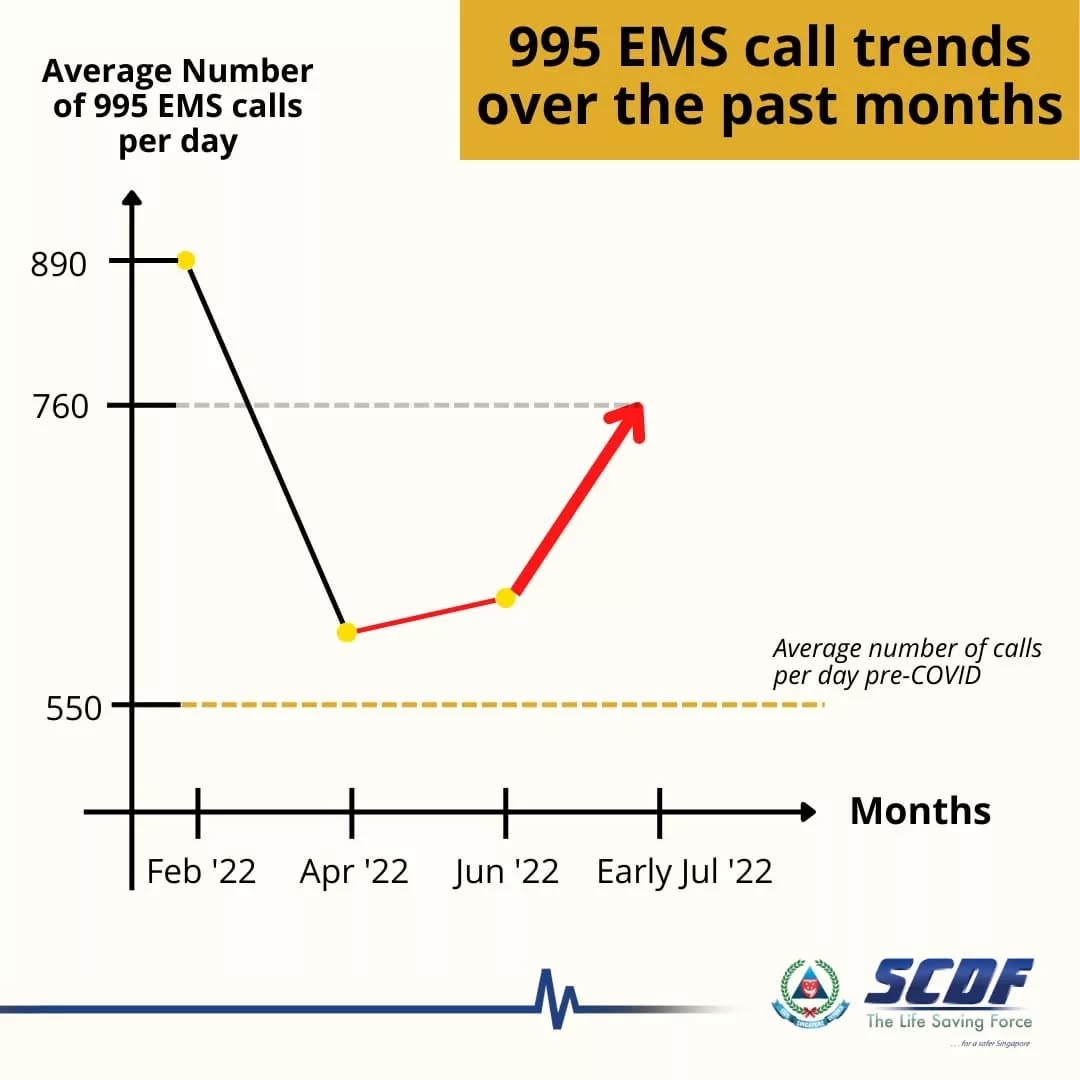 995 EMS call trends
over the past months
Average Number
of 995 EMS calls
per day
890
760
550
Average number of calls
per day pre-COVID
Months
Feb '22
Apr '22
Jun '22
Early Jul '22
SCDF
The Life Saving Force
...for a safer Singapore
SINGAPORE